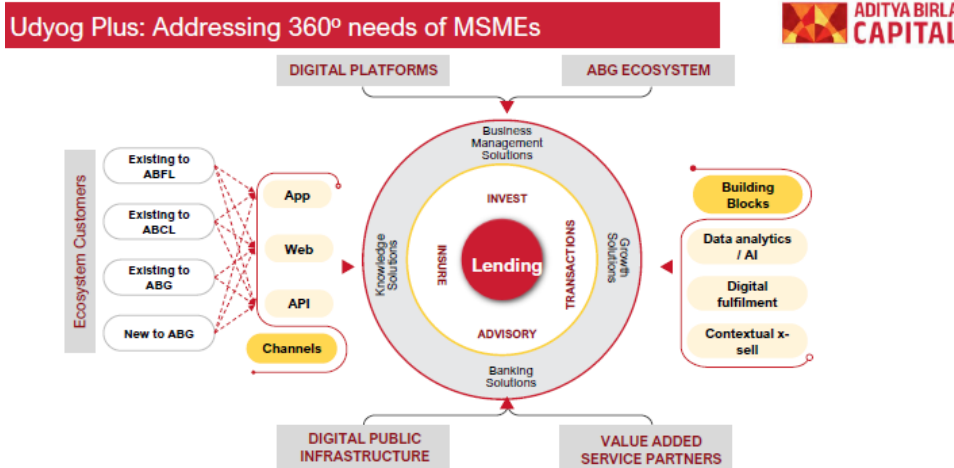 Udyog Plus: Addressing 360º needs of MSMEs
ADITYA BIRLA
CAPITAL
DIGITAL PLATFORMS
ABG ECOSYSTEM
Ecosystem Customers
Existing to
ABFL
Existing to
ABCL
Existing to
ABG
New to ABG
App
Web
API
Channels
Business
Management
Solutions
Knowledge
Solutions
Growth
Solutions
Banking
Solutions
INVEST
INSURE
TRANSACTIONS
ADVISORY
Lending
Building
Blocks
Data analytics
/ AI
Digital
fulfilment
Contextual x-
sell
DIGITAL PUBLIC
INFRASTRUCTURE
VALUE ADDED
SERVICE PARTNERS